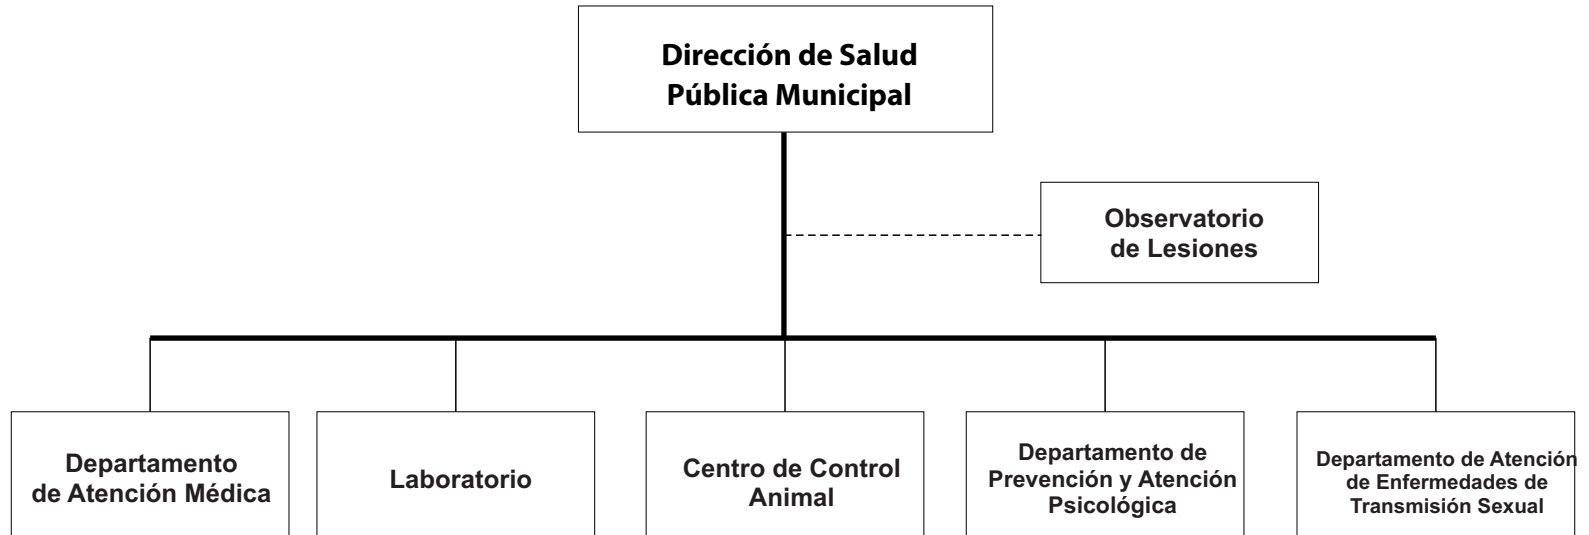 Dirección de Salud
Pública Municipal
Observatorio
de Lesiones
Departamento
de Atención Médica
Laboratorio
Centro de Control
Animal
Departamento de
Prevención y Atención
Psicológica
Departamento de Atención
de Enfermedades de
Transmisión Sexual